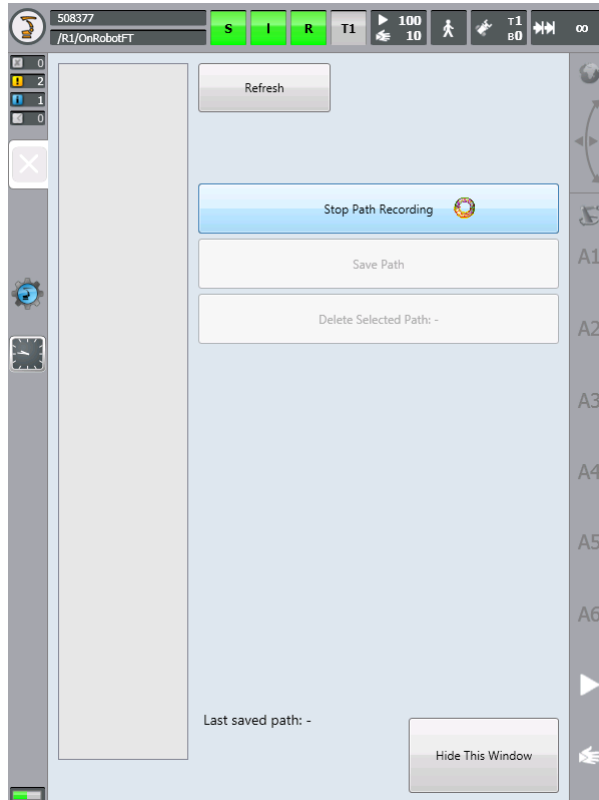 508377
/R1/OnRobotFT
S I R T1 100 10 T1 B0 ∞
0
2
1
0
Refresh
Stop Path Recording
Save Path
Delete Selected Path: -
A1
A2
A3
A4
A5
A6
Last saved path: -
Hide This Window